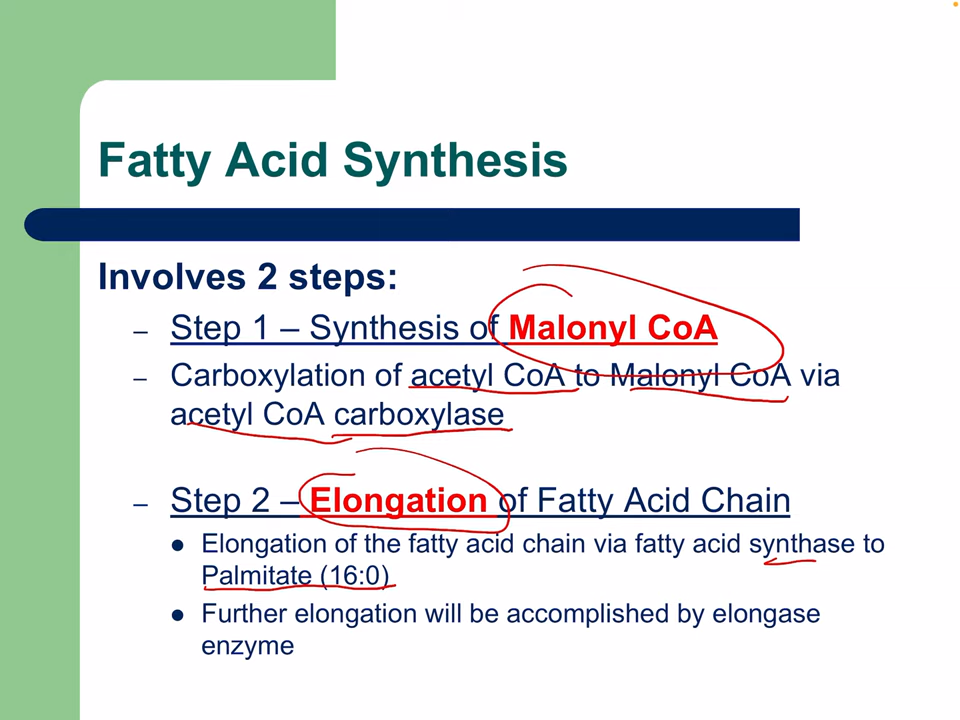 Fatty Acid Synthesis
Involves 2 steps:
– Step 1 – Synthesis of Malonyl CoA
– Carboxylation of acetyl CoA to Malonyl CoA via
acetyl CoA carboxylase
– Step 2 – Elongation of Fatty Acid Chain
● Elongation of the fatty acid chain via fatty acid synthase to
Palmitate (16:0)
● Further elongation will be accomplished by elongase
enzyme